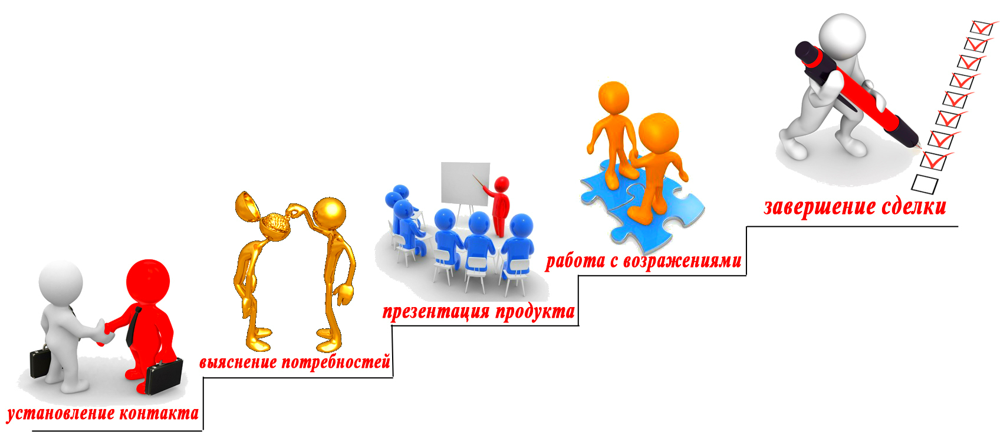 установление контакта
выяснение потребностей
презентация продукта
работа с возражениями
завершение сделки